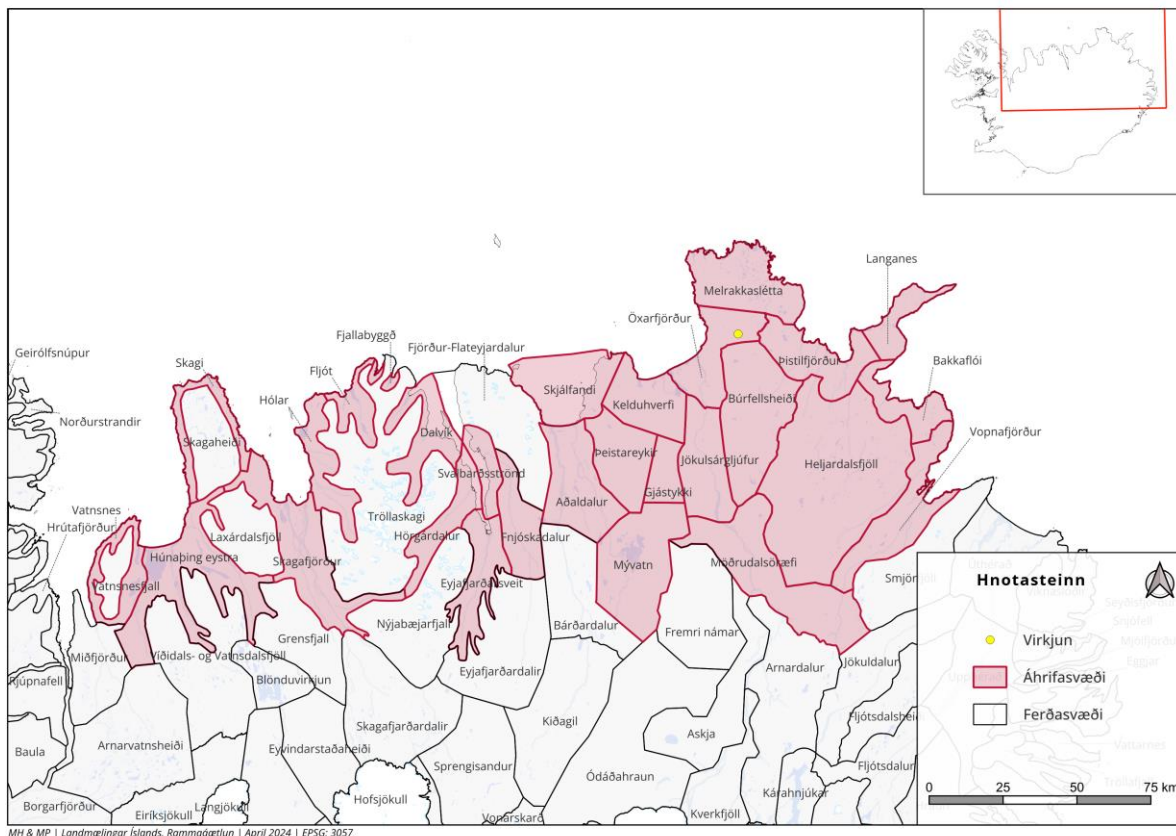 Melrakkaslétta
Langanes
Öxarfjörður
Fjallabyggð
Fjörður-Flateyjardalur
Geirólfsnúpur
Skagi
Fljót
Þistilfjörður
Bakkaflói
Skjálfandi
Kelduhverfi
Búrfellsheiði
Hólar
Norðurstrandir
Dalvík
Vopnafjörður
Skagaheiði
Þeistareykir
Svalbarðsströnd
Jökulsárgljúfur
Heljardalsfjöll
Gjástykki
Vatnsnes
Aðaldalur
Hrútafjörður
Tröllaskagi
Laxárdalsfjöll
Hörgárdalur
Fnjóskadalur
Húnaþing eystra
Skagafjörður
Mývatn
Möðrudalsöræfi
Vatnsnesfjall
Eyjafjarðarsveit
Nýjabæjarfjall
Bárðardalur
Fremri námar
Grensfjall
Miðfjörður
Víðidals- og Vatnsdalsfjöll
Eyjafjarðardalir
Arnardalur
Jökuldalur
Rjúpnafell
Blönduvirkjun
Kiðagil
Skagafjarðardalir
Askja
Arnarvatnsheiði
Baula
Eyvindarstaðaheiði
Sprengisandur
Ódáðahraun
Fljótsdalur
Kárahnjúkar
Borgarfjörður
Eiríksjökull
Langjökull
Hofsjökull
Vonarskarð
Kverkfjöll
Hnotasteinn
Virkjun
Áhrifasvæði
Ferðasvæði
0 25 50 75 km
MH & MP | Landmælingar Íslands, Rammaáætlun | April 2024 | EPSG: 3057